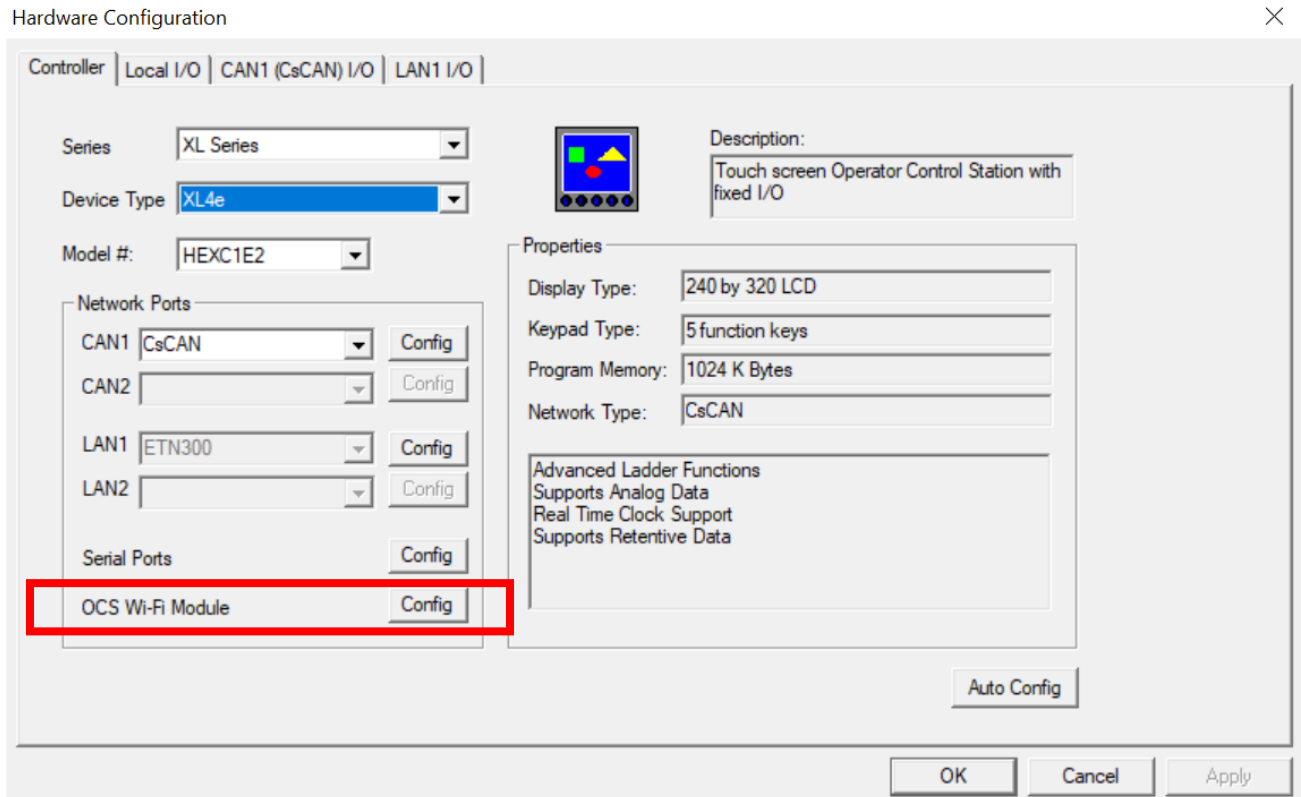 Hardware Configuration
Controller
Local I/O
CAN1 (CsCAN) I/O
LAN1 I/O
Series
XL Series
Device Type
XL4e
Model #:
HEXC1E2
Network Ports
CAN1
CsCAN
Config
CAN2
Config
LAN1
ETN300
Config
LAN2
Config
Serial Ports
Config
OCS Wi-Fi Module
Config
Description:
Touch screen Operator Control Station with
fixed I/O
Properties
Display Type:
240 by 320 LCD
Keypad Type:
5 function keys
Program Memory:
1024 K Bytes
Network Type:
CsCAN
Advanced Ladder Functions
Supports Analog Data
Real Time Clock Support
Supports Retentive Data
Auto Config
OK
Cancel
Apply